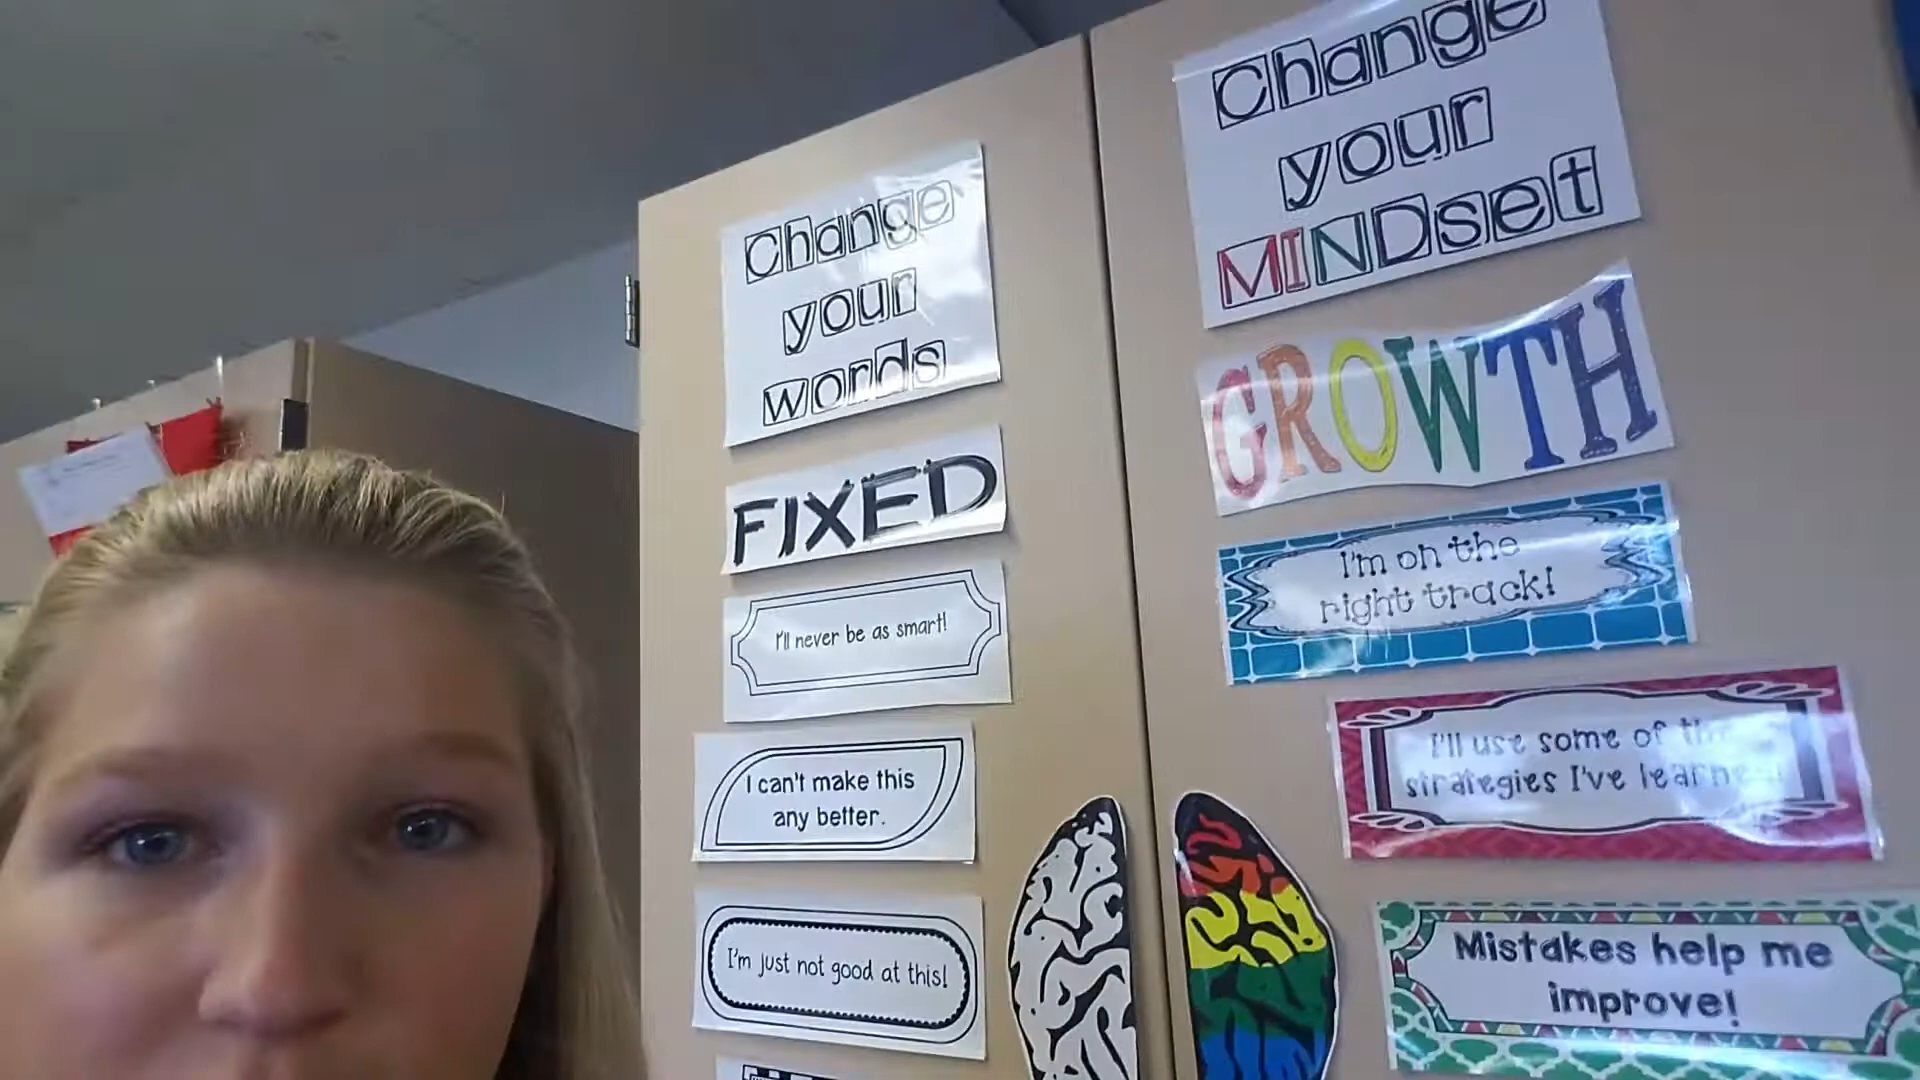 Change
your
words
FIXED
I'll never be as smart!
I can't make this
any better.
I'm just not good at this!
Change
your
MINDset
GROWTH
I'm on the
right track!
I'll use some of the
strategies I've
Mistakes help me
improve!